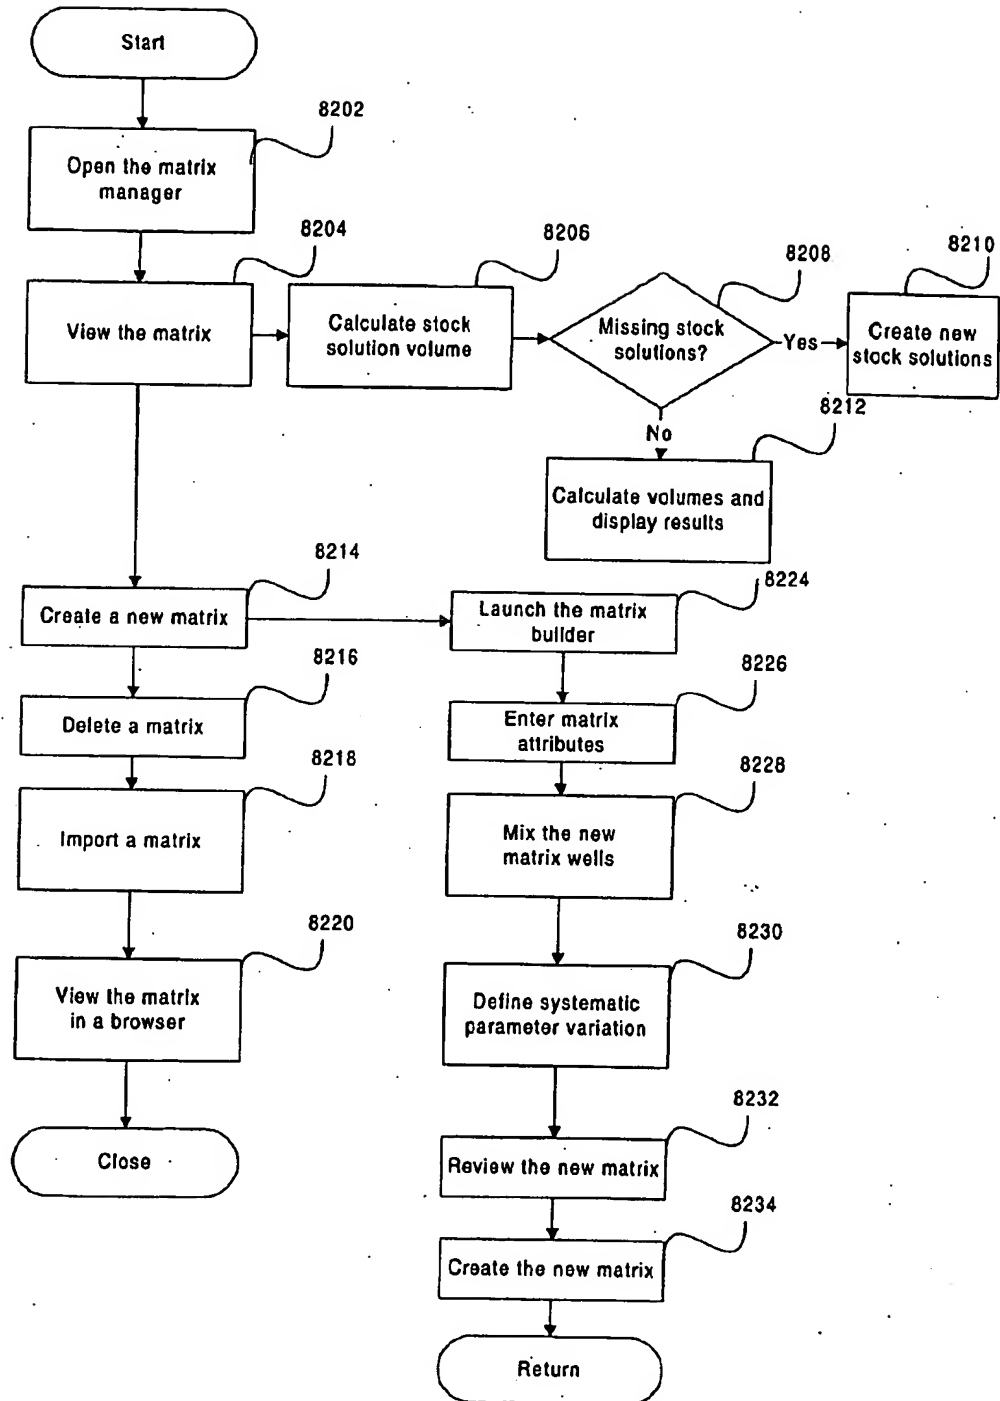 Start
8202
Open the matrix
manager
8204
View the matrix
8206
Calculate stock
solution volume
8208
Missing stock
solutions?
Yes
8210
Create new
stock solutions
No
8212
Calculate volumes and
display results
8214
Create a new matrix
8216
Delete a matrix
8218
Import a matrix
8220
View the matrix
in a browser
Close
8224
Launch the matrix
builder
8226
Enter matrix
attributes
8228
Mix the new
matrix wells
8230
Define systematic
parameter variation
8232
Review the new matrix
8234
Create the new matrix
Return